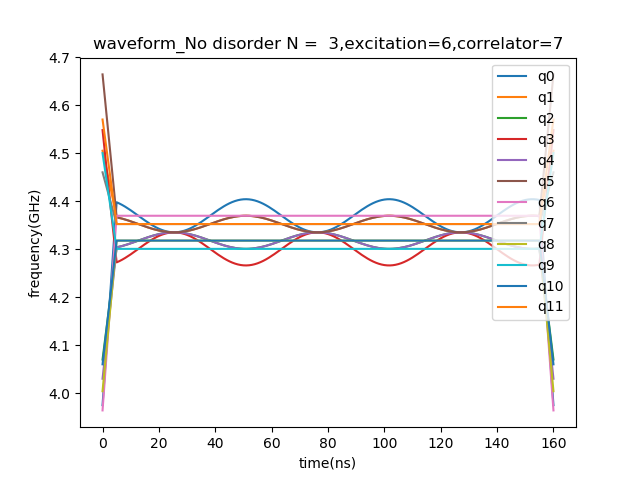 waveform_No disorder N =  3,excitation=6,correlator=7
frequency(GHz)
4.7
4.6
4.5
4.4
4.3
4.2
4.1
4.0
q0
q1
q2
q3
q4
q5
q6
q7
q8
q9
q10
q11
0 20 40 60 80 100 120 140 160
time(ns)